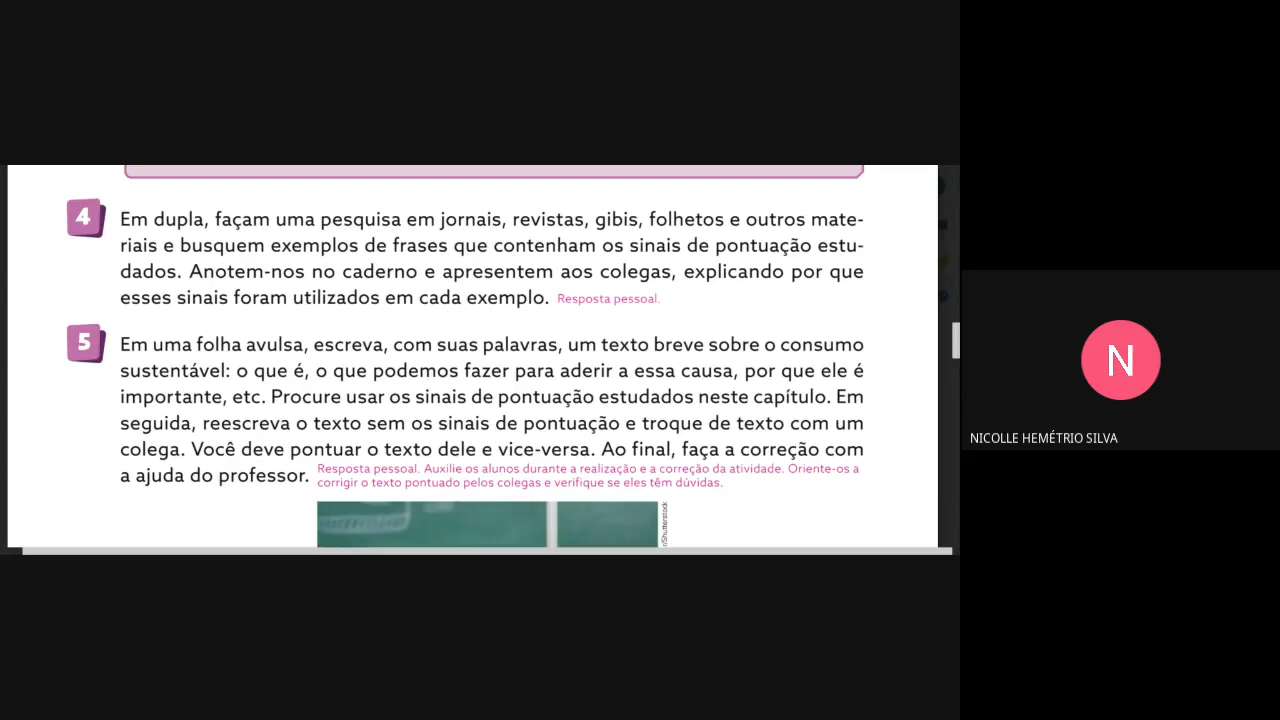 4
Em dupla, façam uma pesquisa em jornais, revistas, gibis, folhetos e outros mate-
riais e busquem exemplos de frases que contenham os sinais de pontuação estu-
dados. Anotem-nos no caderno e apresentem aos colegas, explicando por que
esses sinais foram utilizados em cada exemplo. Resposta pessoal.
5
Em uma folha avulsa, escreva, com suas palavras, um texto breve sobre o consumo
sustentável: o que é, o que podemos fazer para aderir a essa causa, por que ele é
importante, etc. Procure usar os sinais de pontuação estudados neste capítulo. Em
seguida, reescreva o texto sem os sinais de pontuação e troque de texto com um
colega. Você deve pontuar o texto dele e vice-versa. Ao final, faça a correção com
a ajuda do professor.
Resposta pessoal. Auxilie os alunos durante a realização e a correção da atividade. Oriente-os a
corrigir o texto pontuado pelos colegas e verifique se eles têm dúvidas.
/Shutterstock
N
NICOLLE HEMÉTRIO SILVA